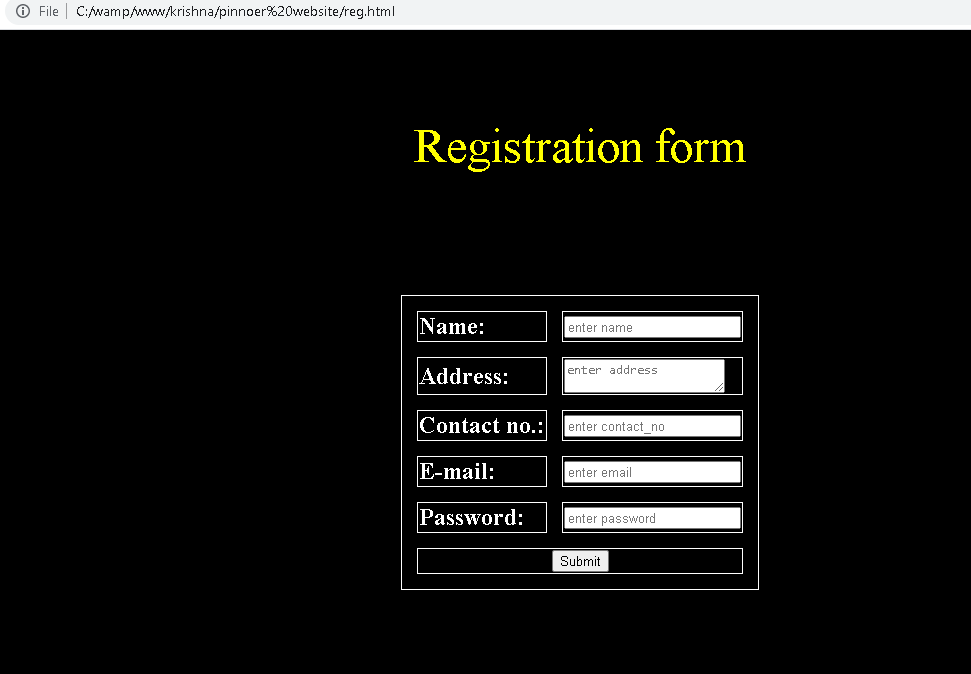 File C:/wamp/www/krishna/pinnoer%20website/reg.html
Registration form
Name: enter name
Address: enter address
Contact no.: enter contact_no
E-mail: enter email
Password: enter password
Submit